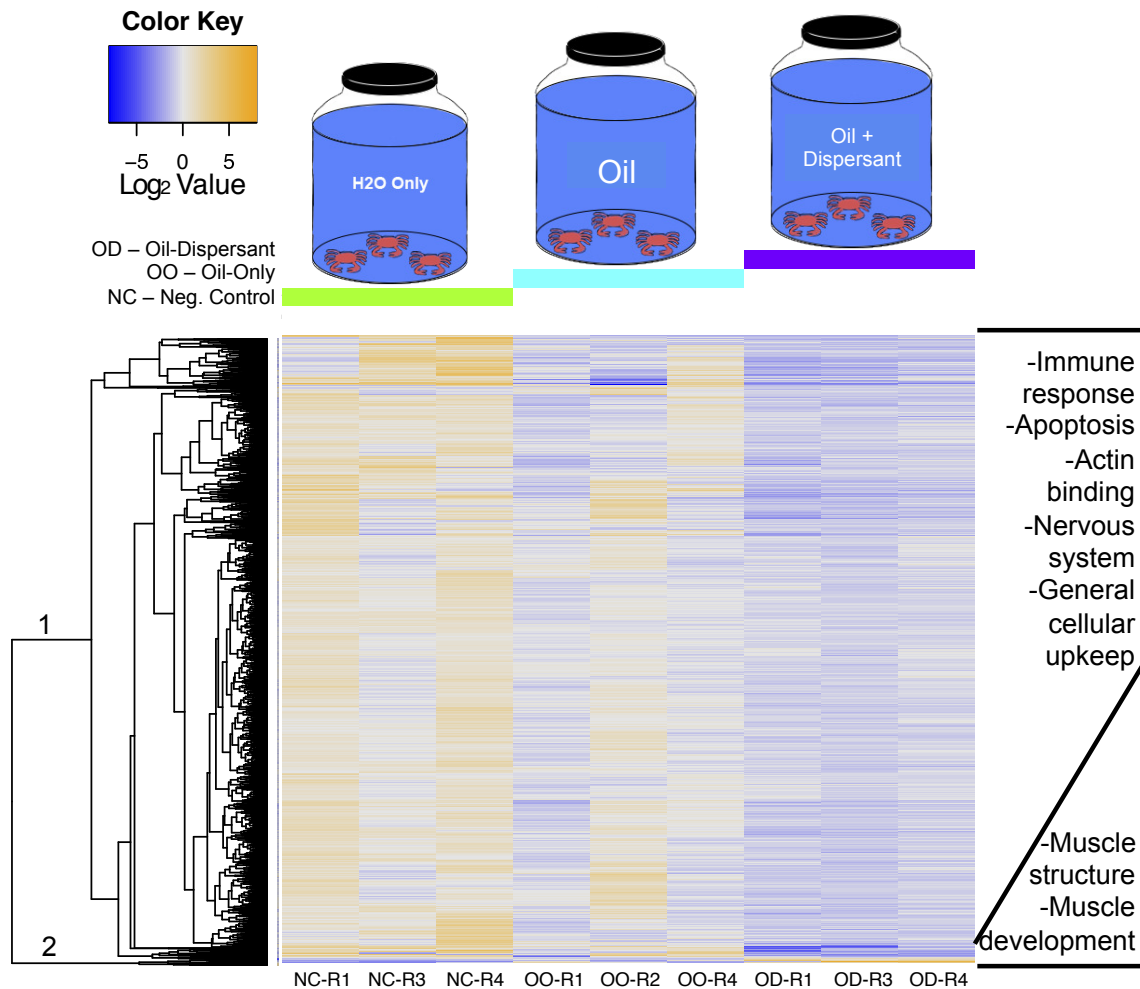 Color Key
−5 0 5
Log2 Value
H2O Only
Oil
Oil +
Dispersant
OD – Oil-Dispersant
OO – Oil-Only
NC – Neg. Control
1
2
-Immune
response
-Apoptosis
-Actin
binding
-Nervous
system
-General
cellular
upkeep
-Muscle
structure
-Muscle
development
NC-R1 NC-R3 NC-R4 OO-R1 OO-R2 OO-R4 OD-R1 OD-R3 OD-R4